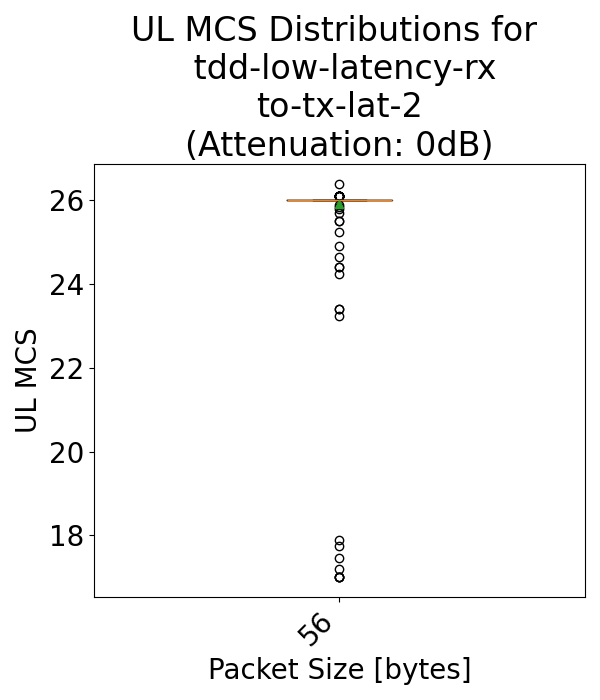 UL MCS Distributions for
tdd-low-latency-rx
to-tx-lat-2
(Attenuation: 0dB)
26
24
22
20
18
UL MCS
56
Packet Size [bytes]